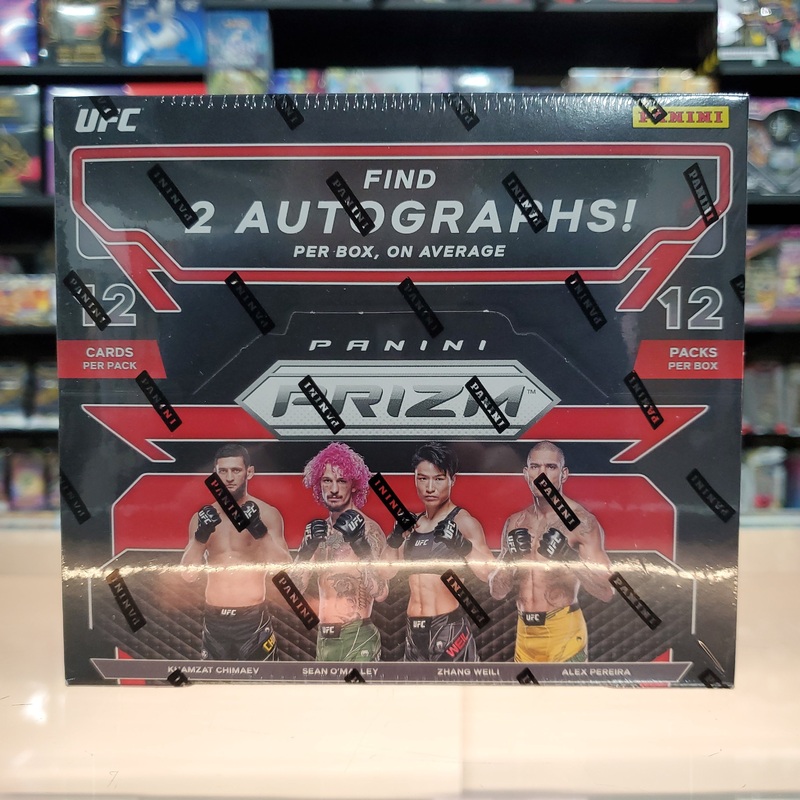 UFC
PANINI
FIND
2 AUTOGRAPHS!
PER BOX, ON AVERAGE
12
CARDS
PER PACK
12
PACKS
PER BOX
PANINI
PRIZM™
KHAMZAT CHIMAEV
SEAN O'MALLEY
ZHANG WEILI
ALEX PEREIRA